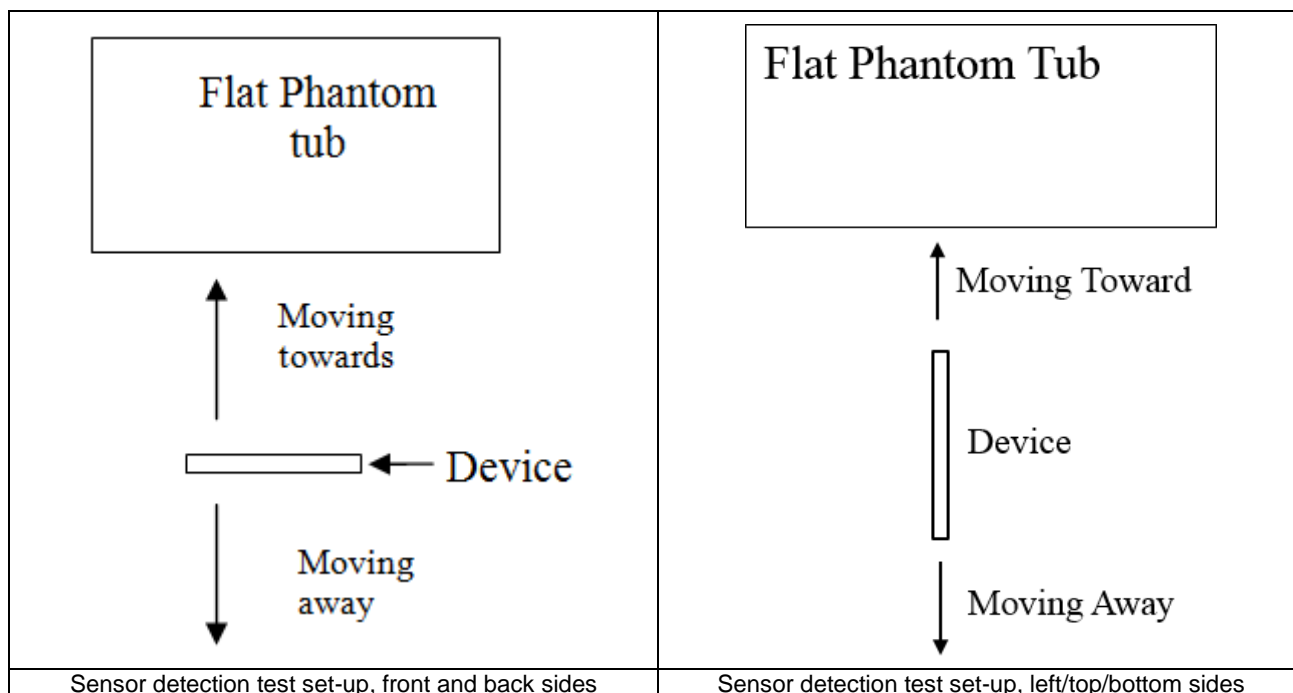 Flat Phantom
tub
Moving
towards
Device
Moving
away
Sensor detection test set-up, front and back sides
Flat Phantom Tub
Moving Toward
Device
Moving Away
Sensor detection test set-up, left/top/bottom sides